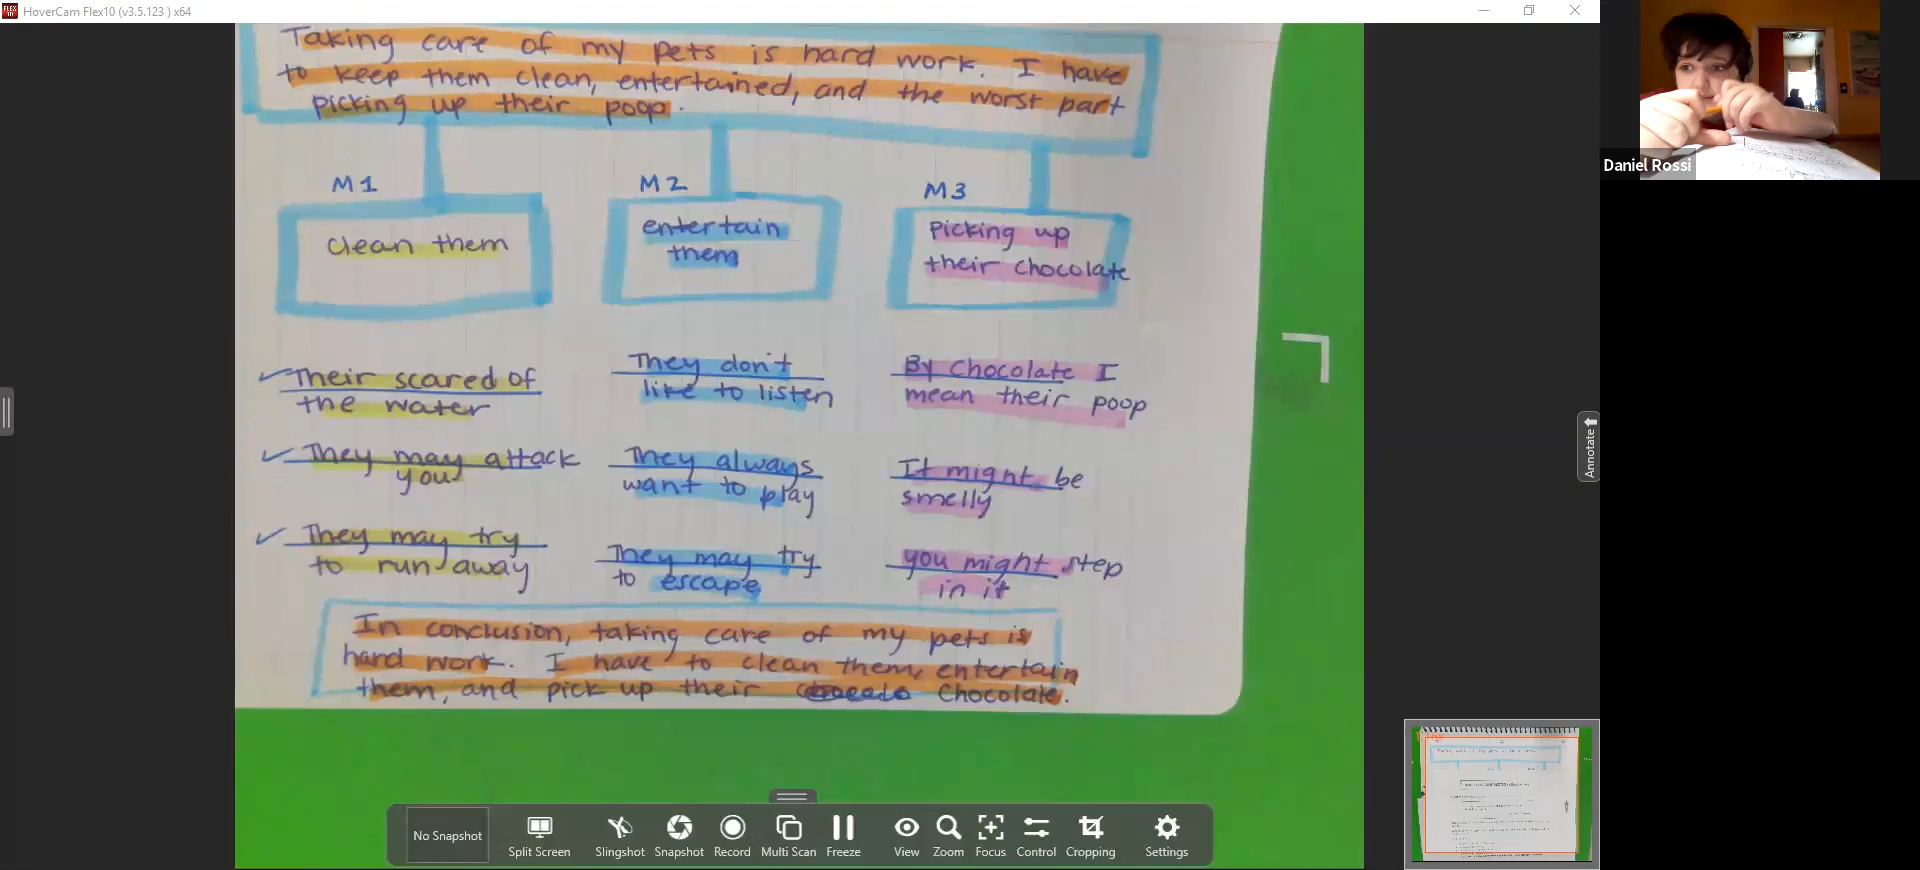 HoverCam Flex10 (v3.5.123) x64
Taking care of my pets is hard work. I have
to keep them clean, entertained, and the worst part
picking up their poop.
M1
M2
M3
clean them
entertain
them
Picking up
their chocolate
Their scared of
the water
They may attack
you
They may try
to run away
They don't
like to listen
They always
want to play
They may try
to escape
By chocolate I
mean their poop
It might be
smelly
you might step
in it
In conclusion, taking care of my pets is
hard work. I have to clean them, entertain
them, and pick up their Chocolate.
Daniel Rossi
Annotate
No Snapshot
Split Screen
Slingshot
Snapshot
Record
Multi Scan
Freeze
View
Zoom
Focus
Control
Cropping
Settings